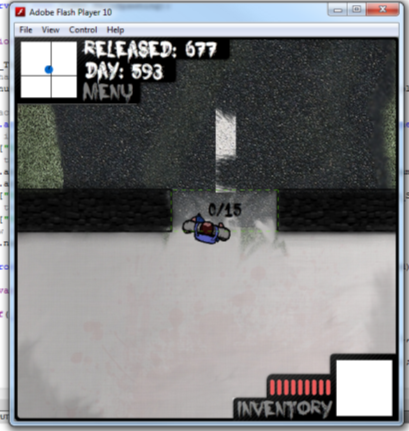 Adobe Flash Player 10
File View Control Help
RELEASED: 677
DAY: 593
MENU
0/15
INVENTORY